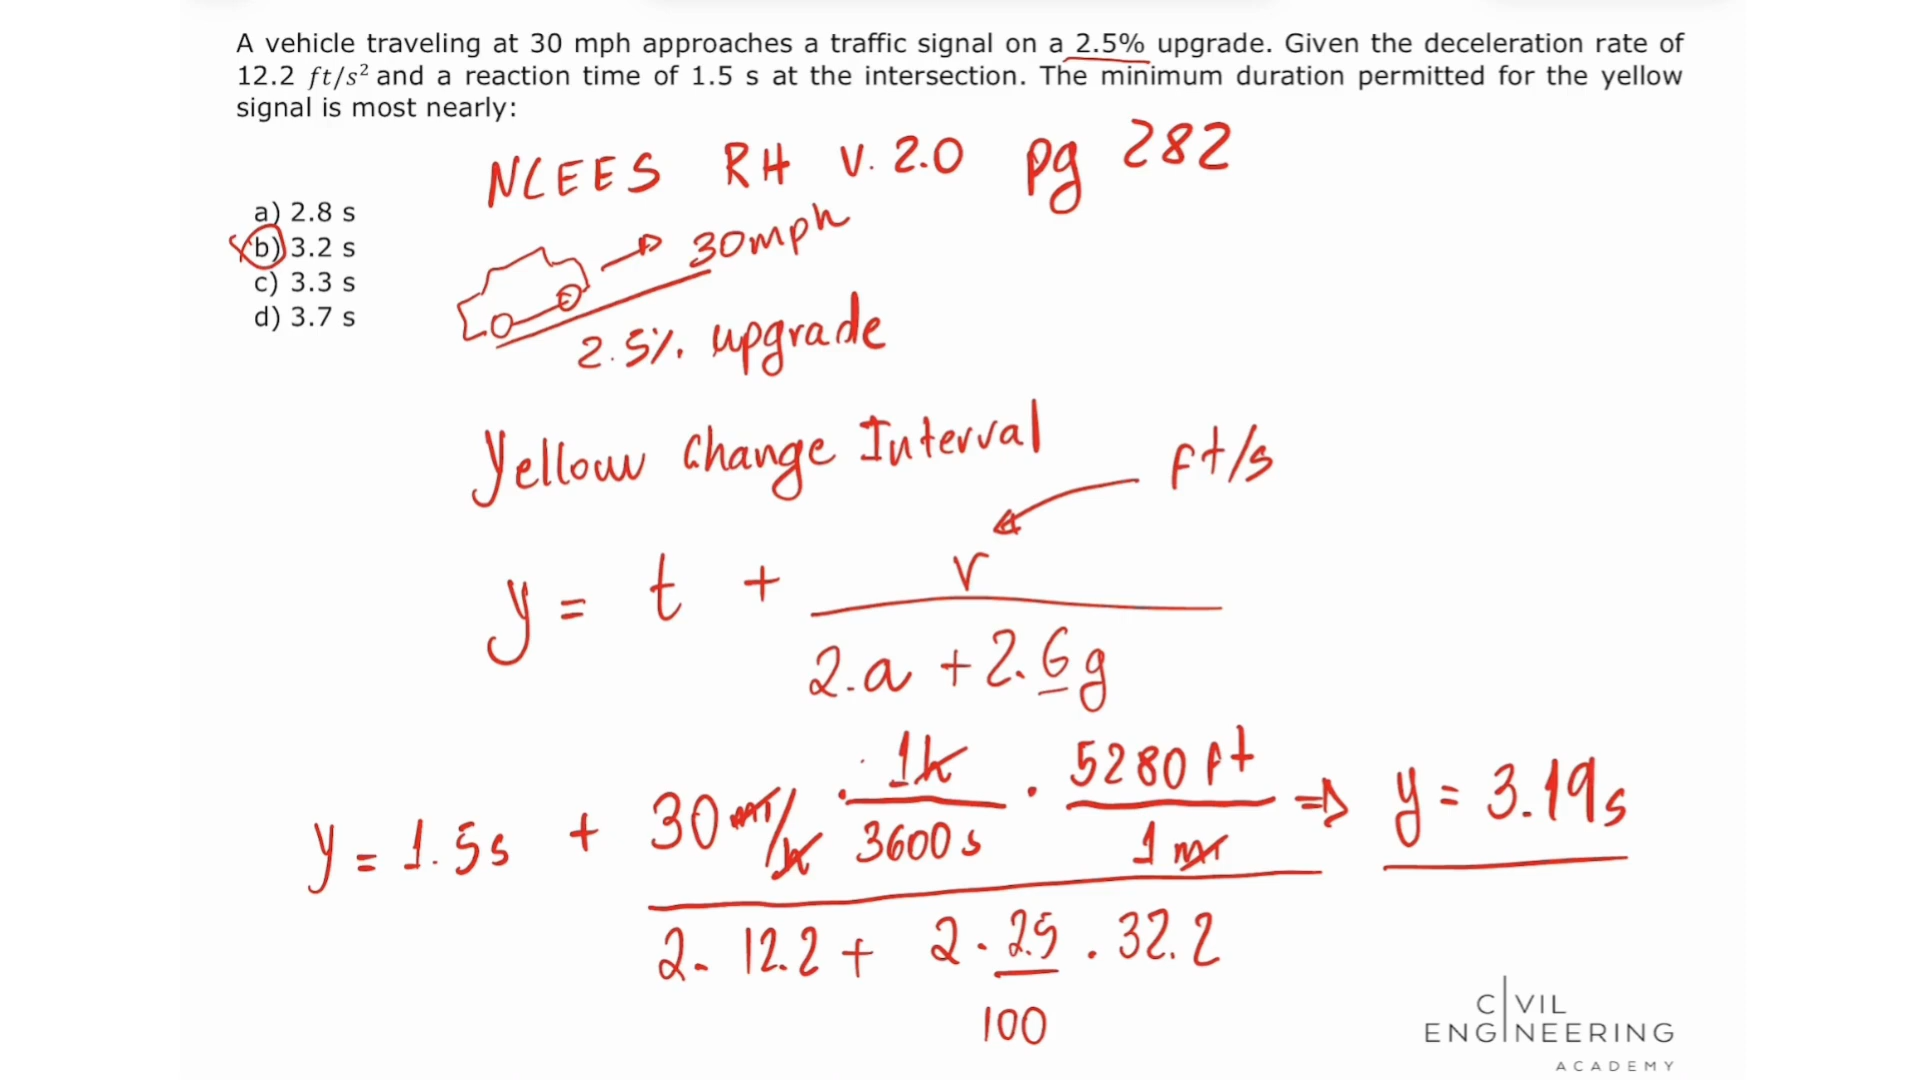 A vehicle traveling at 30 mph approaches a traffic signal on a 2.5% upgrade. Given the deceleration rate of
12.2 ft/s² and a reaction time of 1.5 s at the intersection. The minimum duration permitted for the yellow
signal is most nearly:
NCEES RH v. 2.0 pg 282
a) 2.8 s
b) 3.2 s
c) 3.3 s
d) 3.7 s
30mph
2.5%. upgrade
Yellow Change Interval
ft/s
y = t + v
2.a + 2.Gg
y = 1.5s + 30 mi/h . 1h . 5280 ft ⇒ y = 3.19s
3600 s 1 mi
2. 12.2 + 2 . 2.5 . 32.2
100
CIVIL
ENGINEERING
ACADEMY